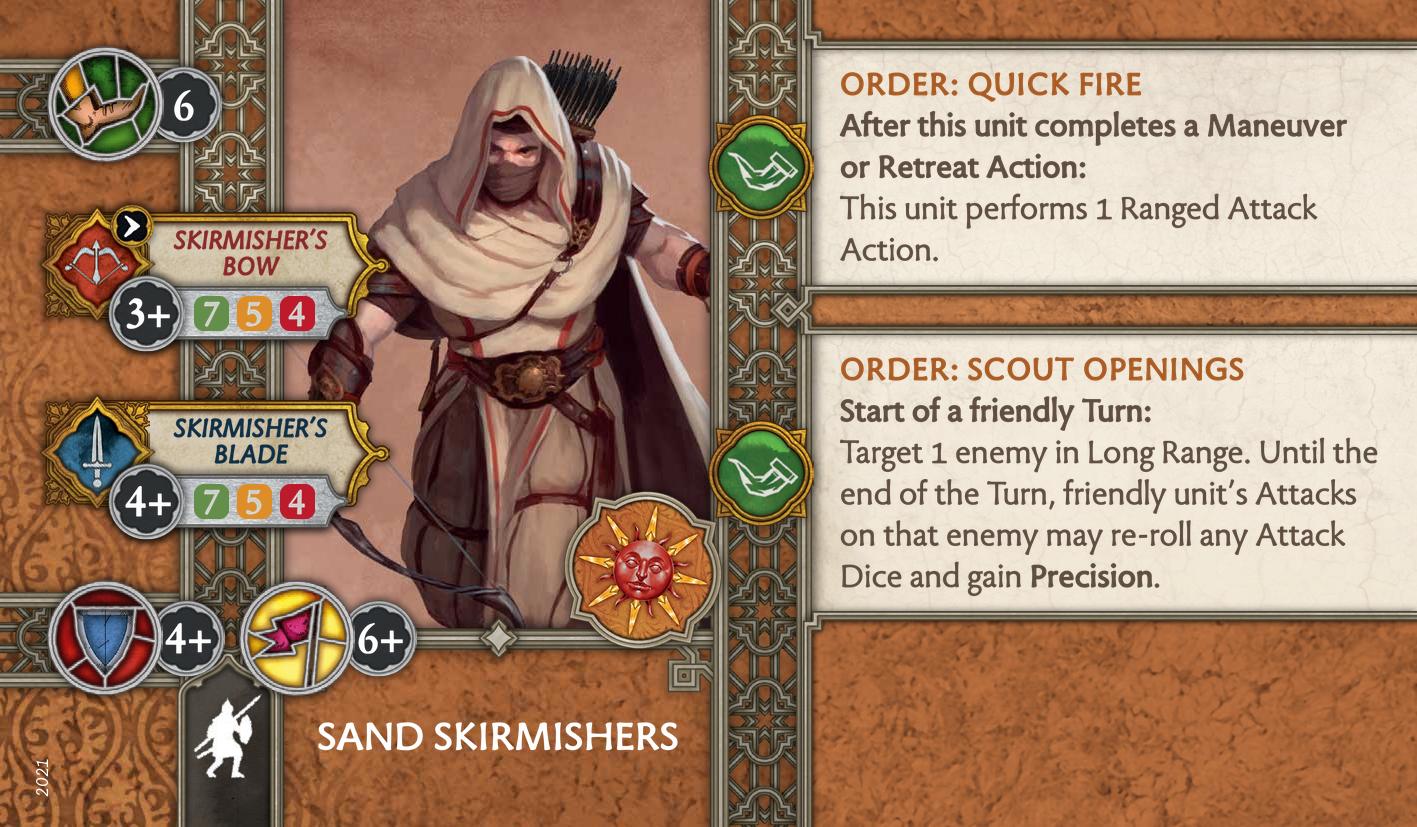 6
SKIRMISHER'S
BOW
3+ 7 5 4
SKIRMISHER'S
BLADE
4+ 7 5 4
4+ 6+
SAND SKIRMISHERS
2021
ORDER: QUICK FIRE
After this unit completes a Maneuver
or Retreat Action:
This unit performs 1 Ranged Attack
Action.
ORDER: SCOUT OPENINGS
Start of a friendly Turn:
Target 1 enemy in Long Range. Until the
end of the Turn, friendly unit's Attacks
on that enemy may re-roll any Attack
Dice and gain Precision.